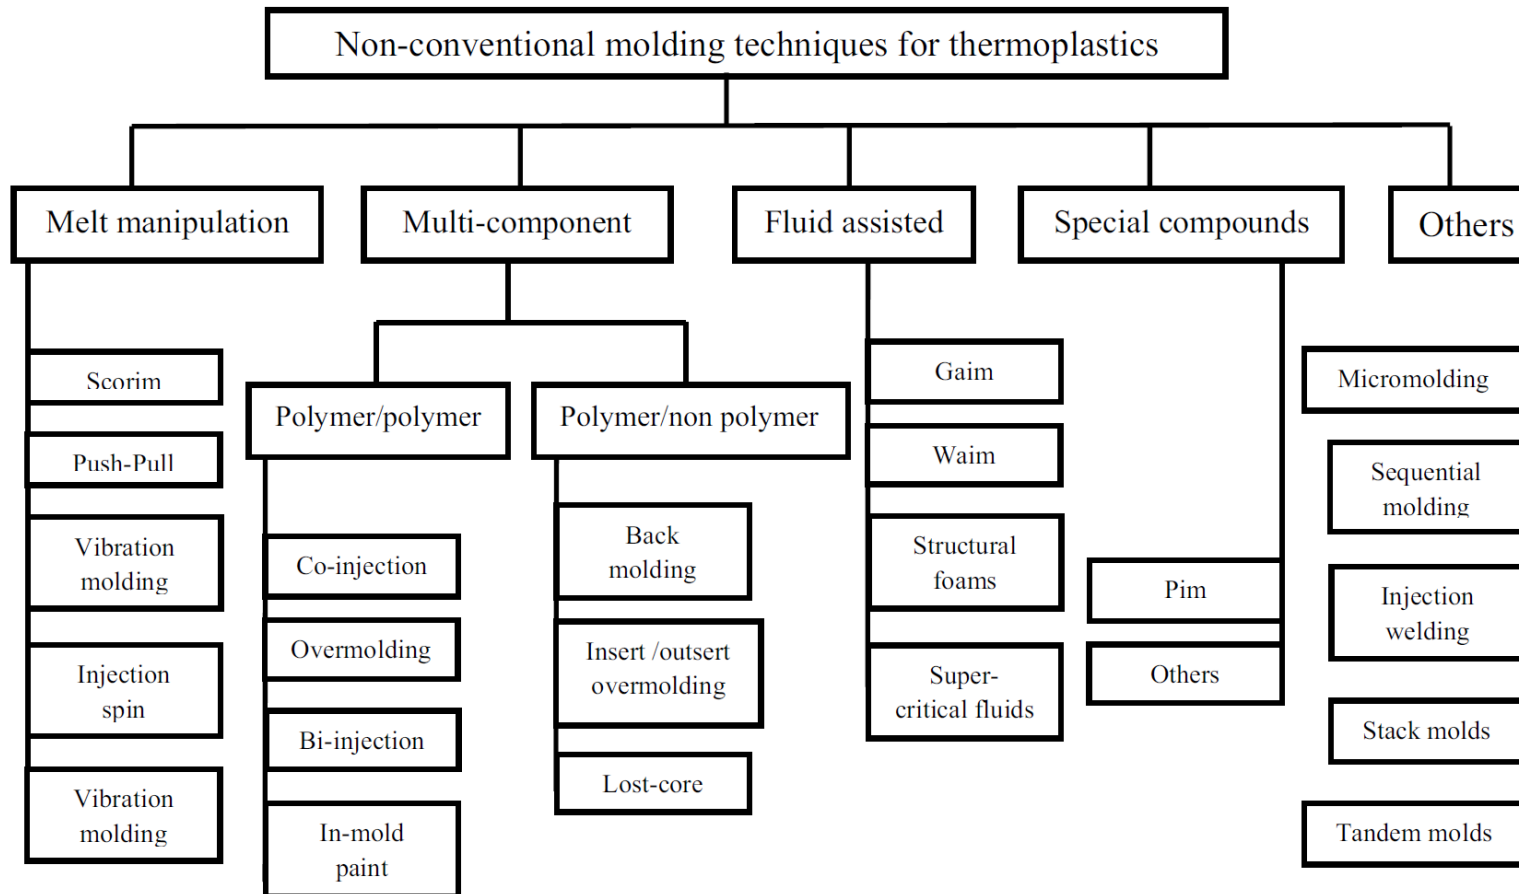 Non-conventional molding techniques for thermoplastics
Melt manipulation
Multi-component
Fluid assisted
Special compounds
Others
Scorim
Push-Pull
Vibration
molding
Injection
spin
Vibration
molding
Polymer/polymer
Co-injection
Overmolding
Bi-injection
In-mold
paint
Polymer/non polymer
Back
molding
Insert /outsert
overmolding
Lost-core
Gaim
Waim
Structural
foams
Super-
critical fluids
Pim
Others
Micromolding
Sequential
molding
Injection
welding
Stack molds
Tandem molds